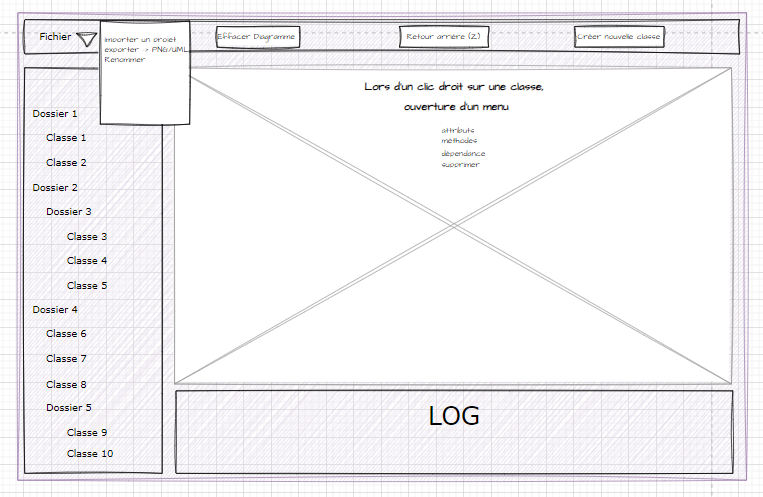 Fichier
Importer un projet
exporter -> PNG/UML
Renommer
Effacer Diagramme
Retour arrière (Z)
Créer nouvelle classe
Dossier 1
Classe 1
Classe 2
Dossier 2
Dossier 3
Classe 3
Classe 4
Classe 5
Dossier 4
Classe 6
Classe 7
Classe 8
Dossier 5
Classe 9
Classe 10
Lors d'un clic droit sur une classe,
ouverture d'un menu
attributs
méthodes
dépendance
supprimer
LOG